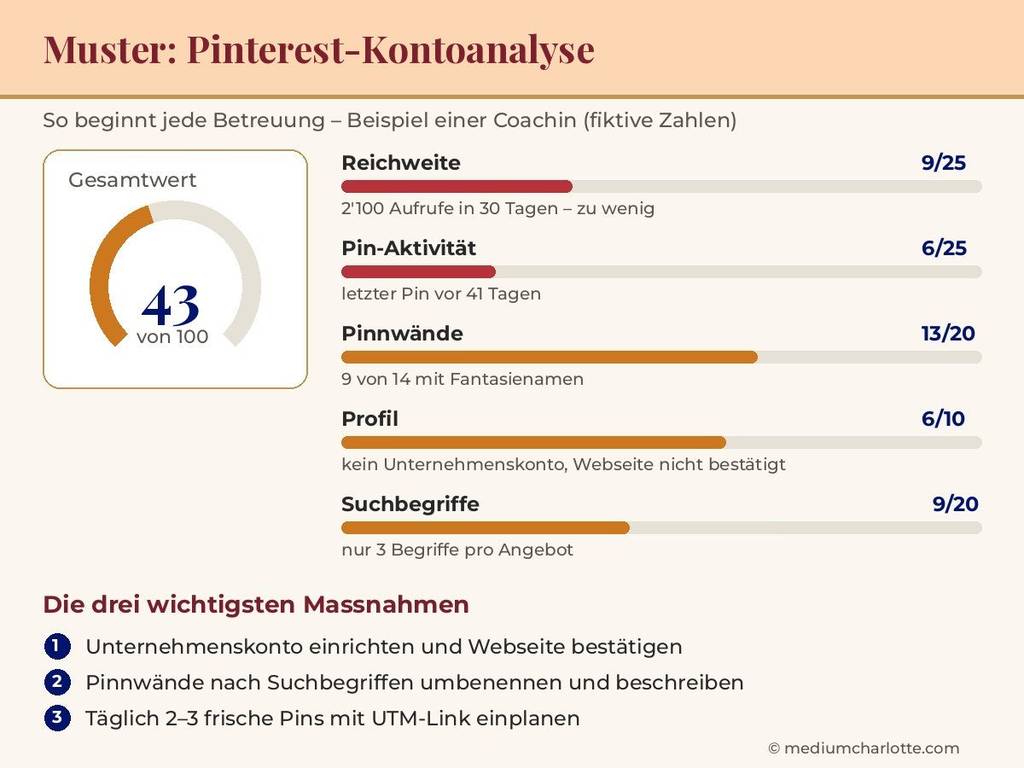 Muster: Pinterest-Kontoanalyse
So beginnt jede Betreuung – Beispiel einer Coachin (fiktive Zahlen)
Gesamtwert
43
von 100
Reichweite 9/25
2'100 Aufrufe in 30 Tagen – zu wenig
Pin-Aktivität 6/25
letzter Pin vor 41 Tagen
Pinnwände 13/20
9 von 14 mit Fantasienamen
Profil 6/10
kein Unternehmenskonto, Webseite nicht bestätigt
Suchbegriffe 9/20
nur 3 Begriffe pro Angebot
Die drei wichtigsten Massnahmen
1 Unternehmenskonto einrichten und Webseite bestätigen
2 Pinnwände nach Suchbegriffen umbenennen und beschreiben
3 Täglich 2–3 frische Pins mit UTM-Link einplanen
© mediumcharlotte.com